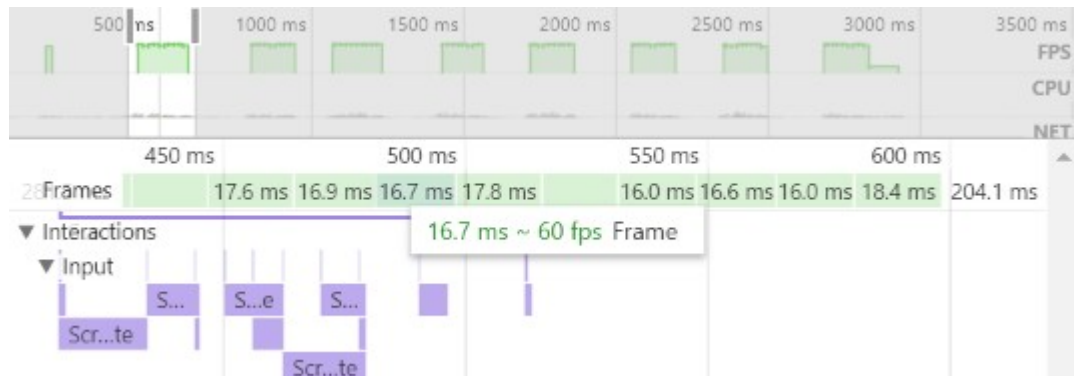 500 ms 1000 ms 1500 ms 2000 ms 2500 ms 3000 ms 3500 ms
FPS
CPU
NET
450 ms 500 ms 550 ms 600 ms
Frames 17.6 ms 16.9 ms 16.7 ms 17.8 ms 16.0 ms 16.6 ms 16.0 ms 18.4 ms 204.1 ms
16.7 ms ~ 60 fps Frame
▼ Interactions
▼ Input
S... S...e S...
Scr...te
Scr...te